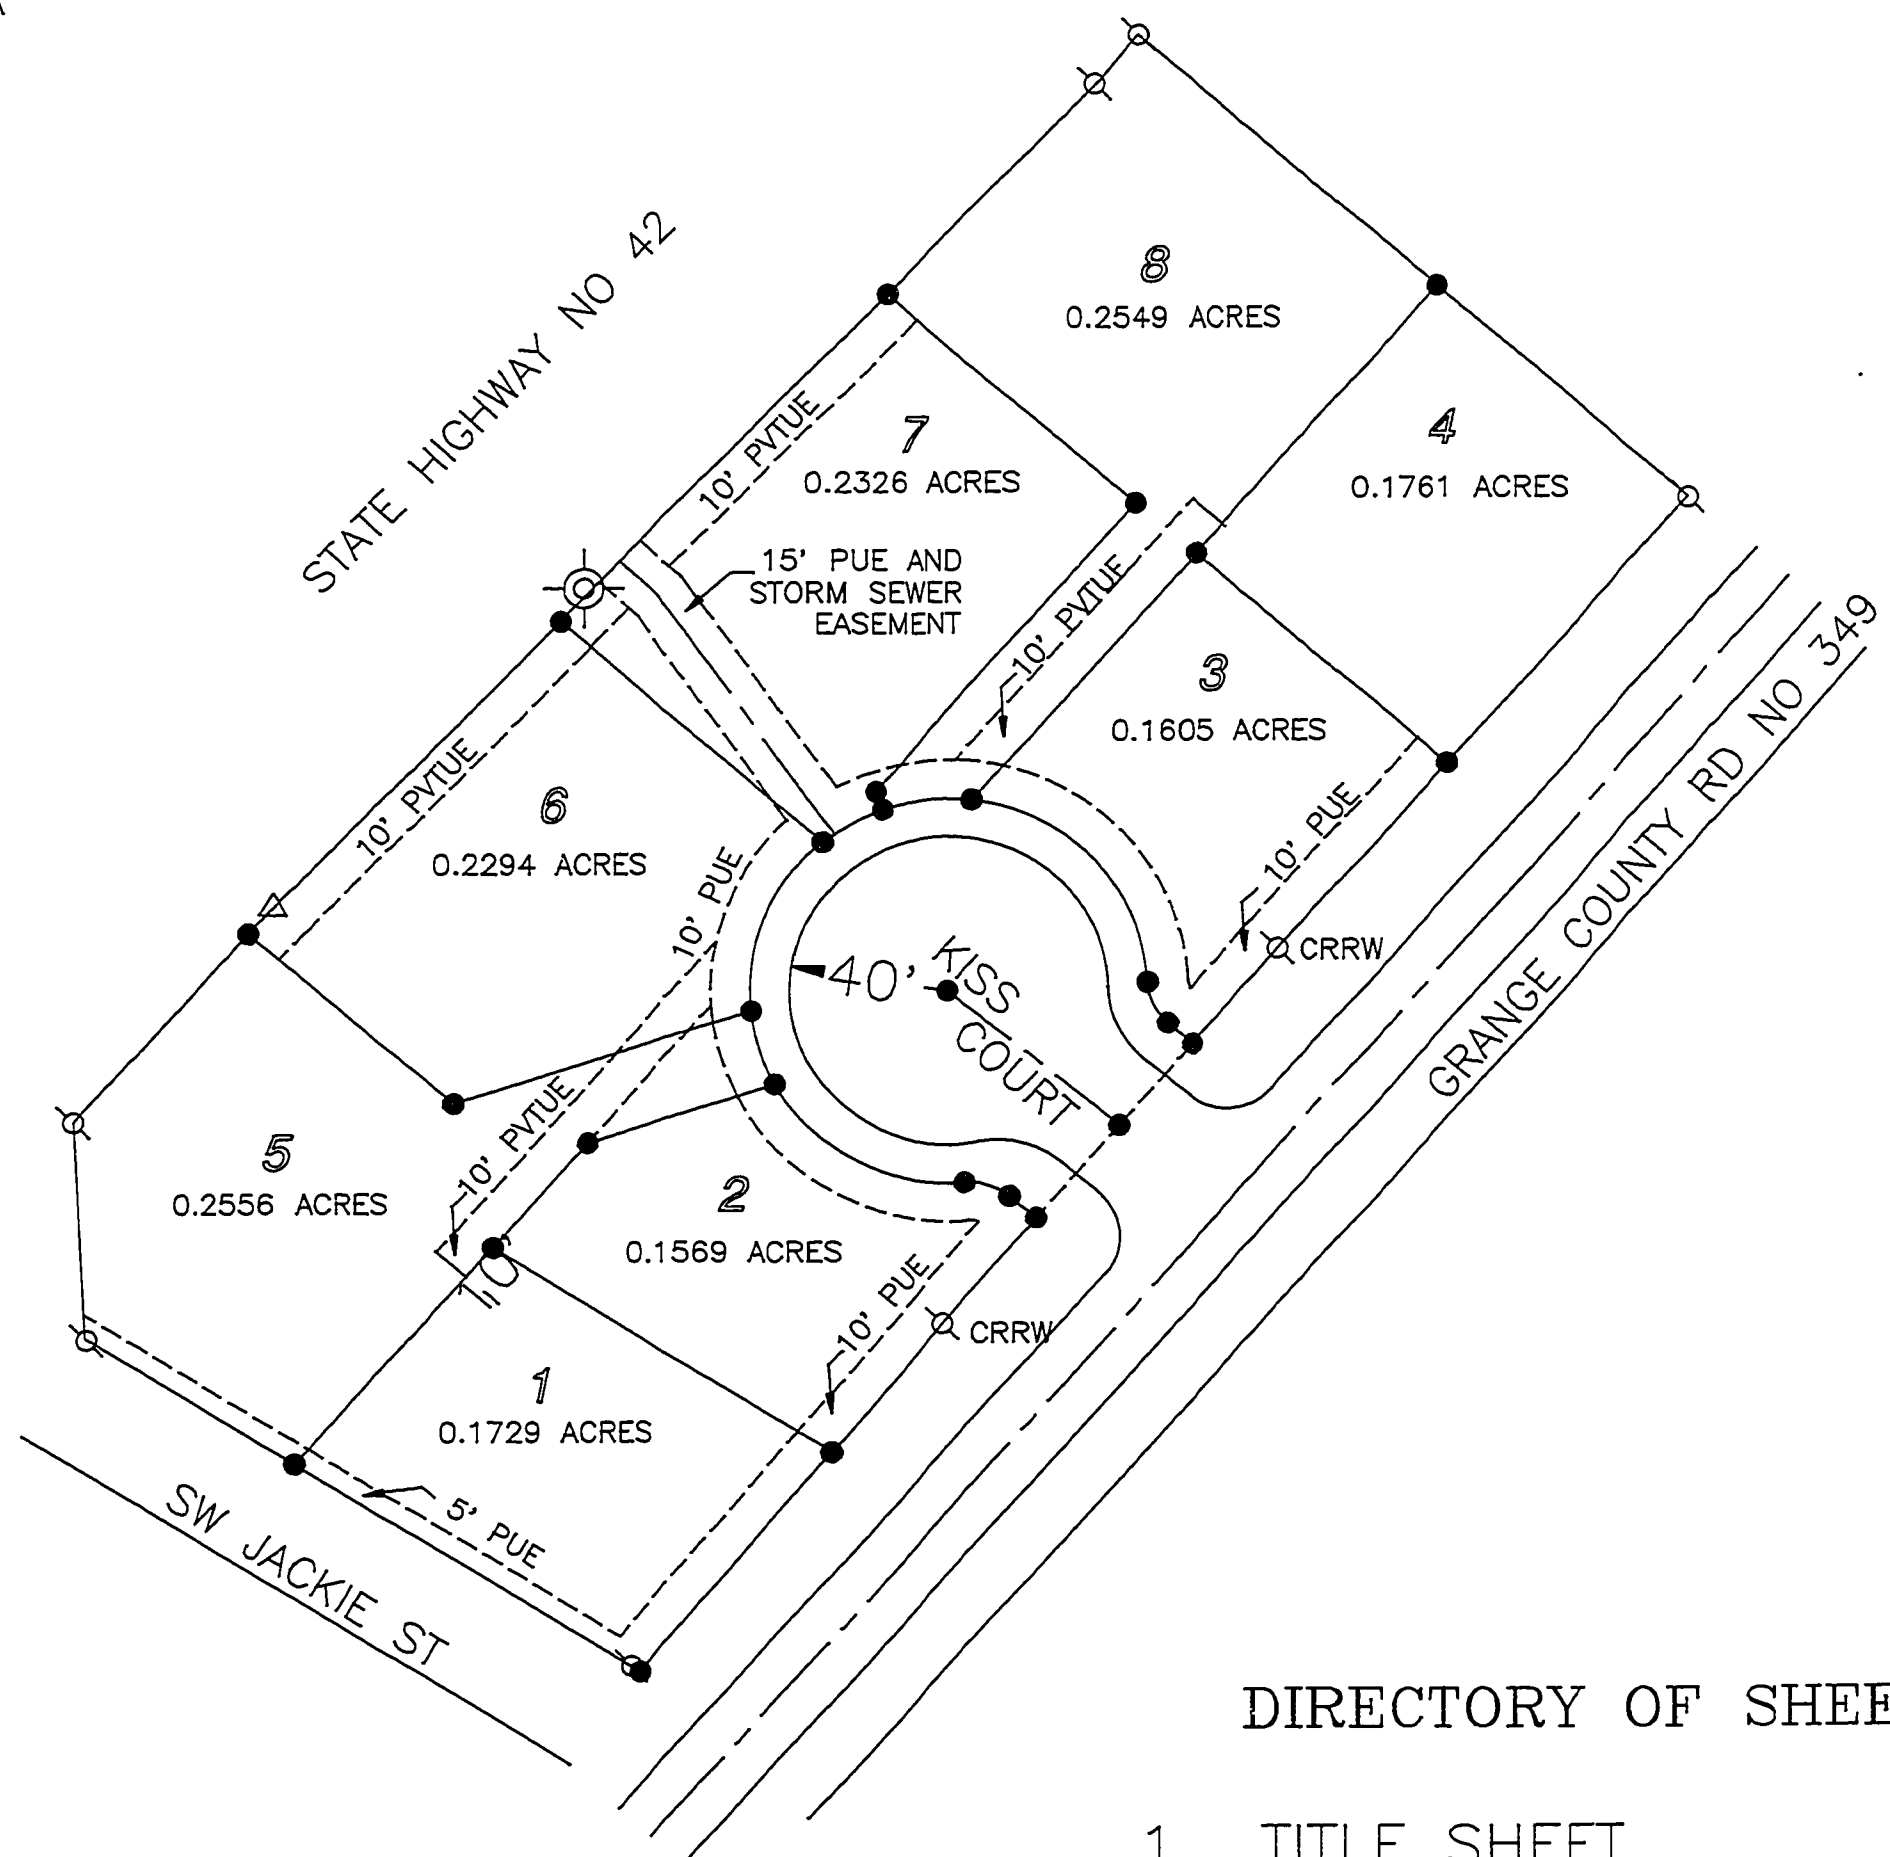 STATE HIGHWAY NO 42
8
0.2549 ACRES
4
0.1761 ACRES
10' PVTUE
7
0.2326 ACRES
15' PUE AND
STORM SEWER
EASEMENT
10' PVTUE
3
0.1605 ACRES
GRANGE COUNTY RD NO 349
10' PVTUE
6
0.2294 ACRES
10' PUE
10' PUE
CRRW
40'
KISS
COURT
10' PVTUE
5
0.2556 ACRES
2
0.1569 ACRES
10'
10' PUE
CRRW
1
0.1729 ACRES
5' PUE
SW JACKIE ST
DIRECTORY OF SHEE
1 TITLE SHEET